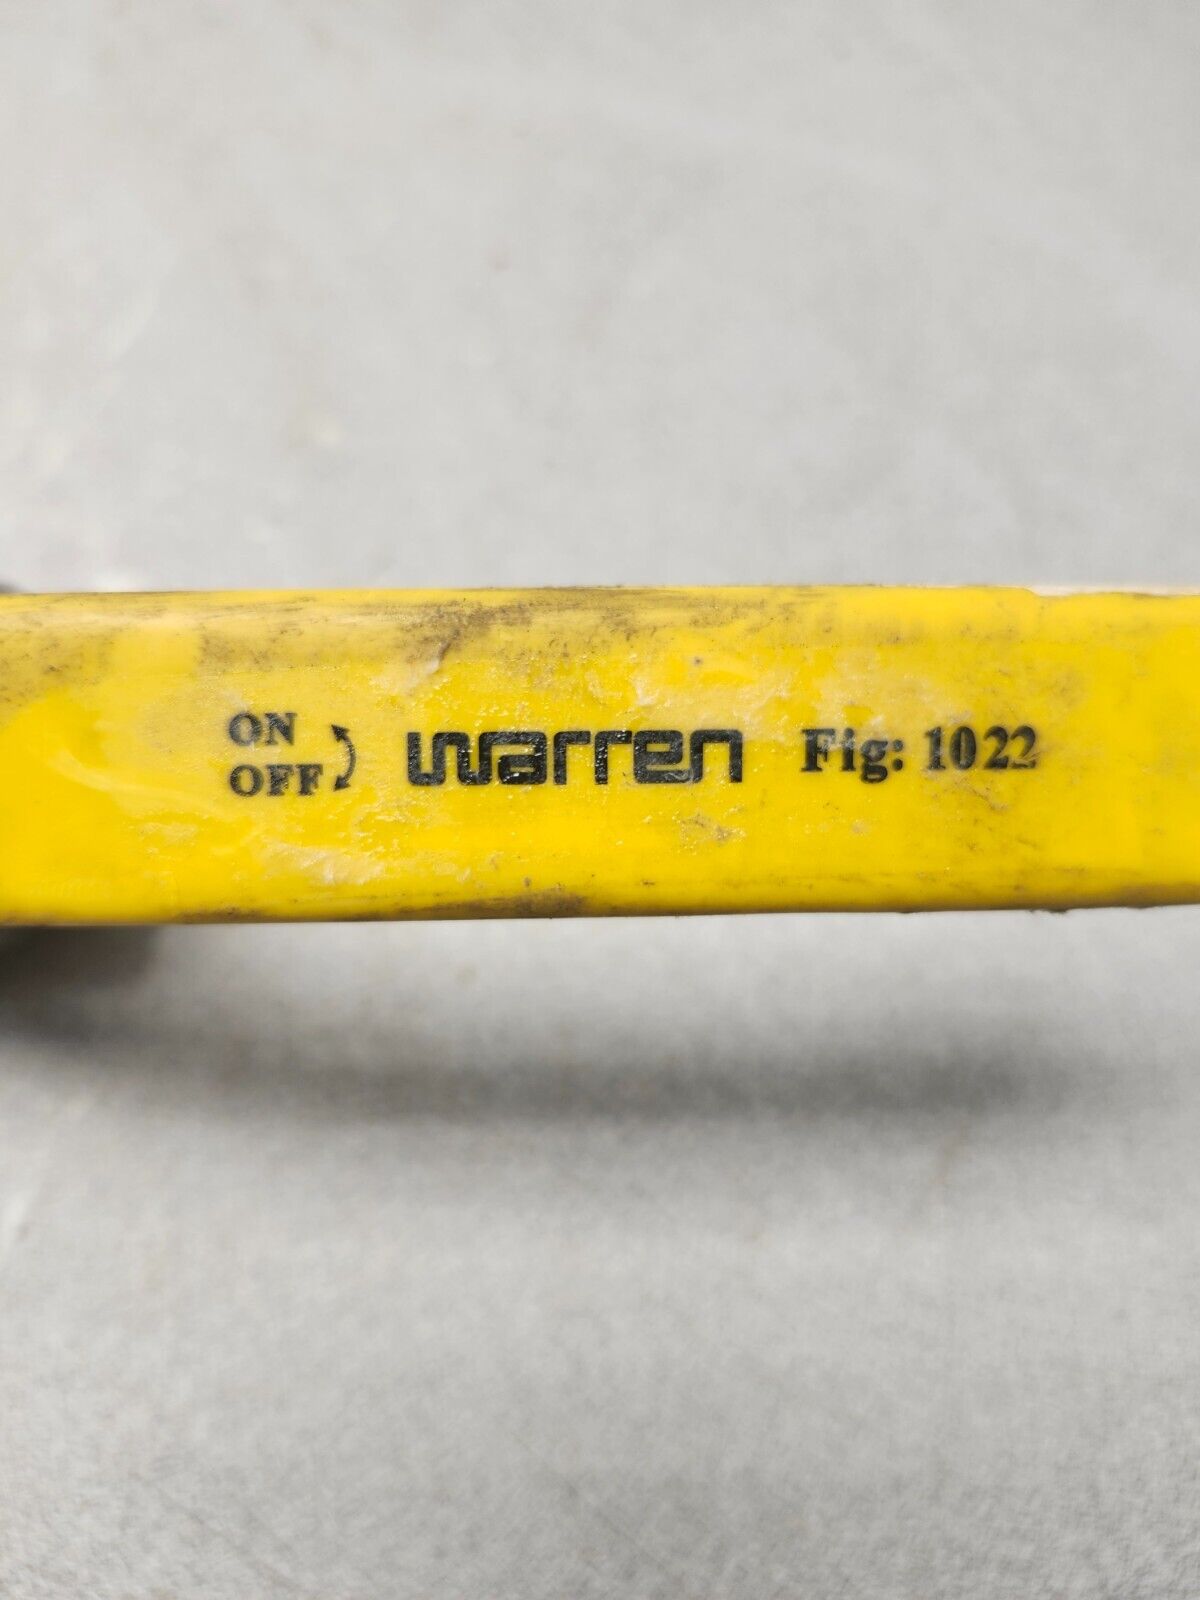 ON
OFF
warren
Fig: 1022